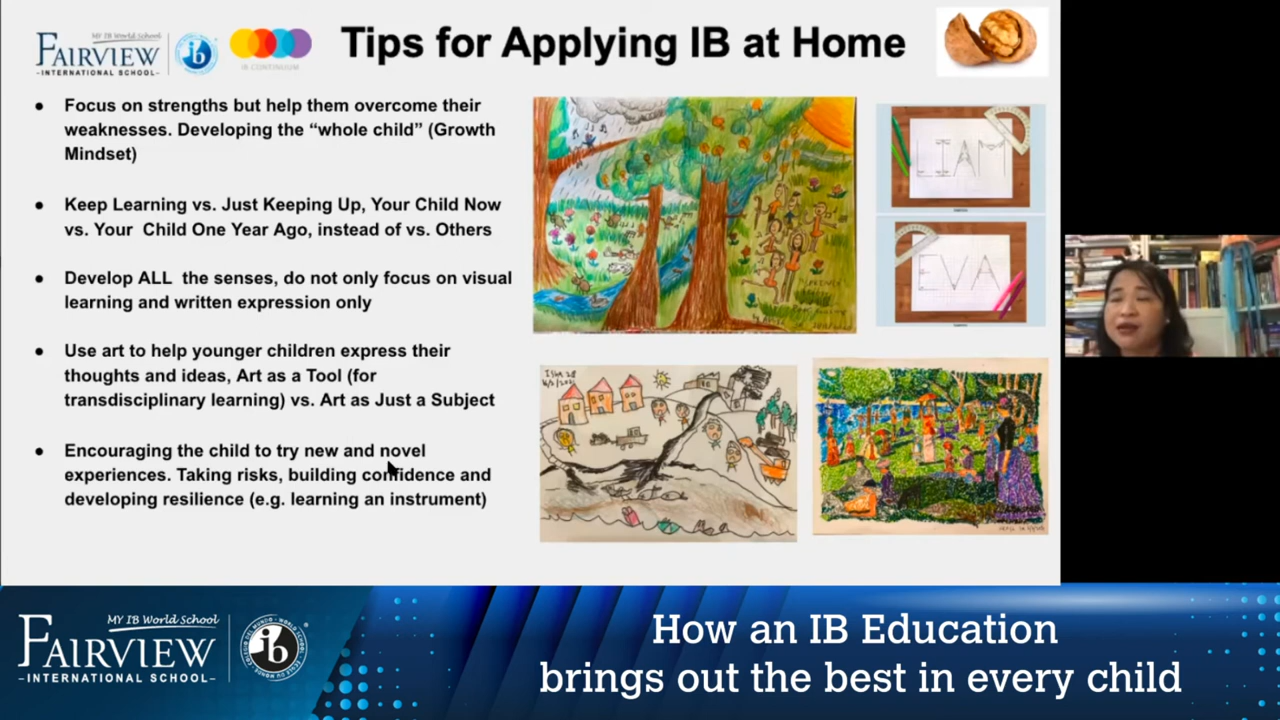 MY IB World School
FAIRVIEW
INTERNATIONAL SCHOOL
ib
IB CONTINUUM
Tips for Applying IB at Home
● Focus on strengths but help them overcome their
weaknesses. Developing the “whole child” (Growth
Mindset)
● Keep Learning vs. Just Keeping Up, Your Child Now
vs. Your Child One Year Ago, instead of vs. Others
● Develop ALL the senses, do not only focus on visual
learning and written expression only
● Use art to help younger children express their
thoughts and ideas, Art as a Tool (for
transdisciplinary learning) vs. Art as Just a Subject
● Encouraging the child to try new and novel
experiences. Taking risks, building confidence and
developing resilience (e.g. learning an instrument)
LIAM
EVA
MY IB World School
FAIRVIEW
INTERNATIONAL SCHOOL
ib
How an IB Education
brings out the best in every child